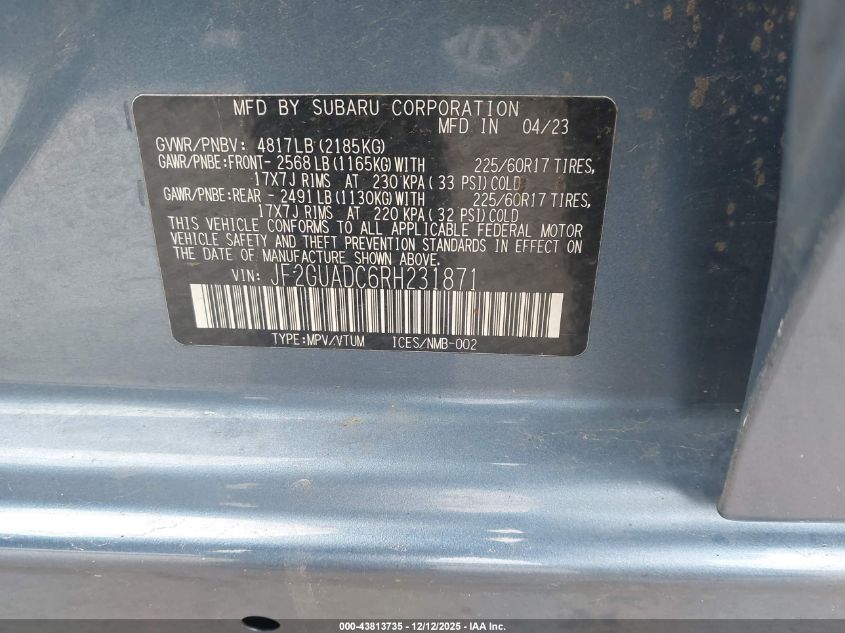 MFD BY SUBARU CORPORATION
MFD IN 04/23
GVWR/PNBV: 4817LB(2185KG)
GAWR/PNBE:FRONT- 2568 LB(1165KG)WITH 225/60R17 TIRES,
17X7J RIMS AT 230 KPA( 33 PSI)COLD
GAWR/PNBE:REAR - 2491 LB(1130KG)WITH 225/60R17 TIRES,
17X7J RIMS AT 220 KPA( 32 PSI)COLD
THIS VEHICLE CONFORMS TO ALL APPLICABLE FEDERAL MOTOR
VEHICLE SAFETY AND THEFT PREVENTION STANDARDS IN EFFECT ON
THE DATE OF MANUFACTURE SHOWN ABOVE.
VIN: JF2GUADC6RH231871
TYPE:MPV/VTUM ICES/NMB-002
000-43813735 - 12/12/2025 - IAA Inc.